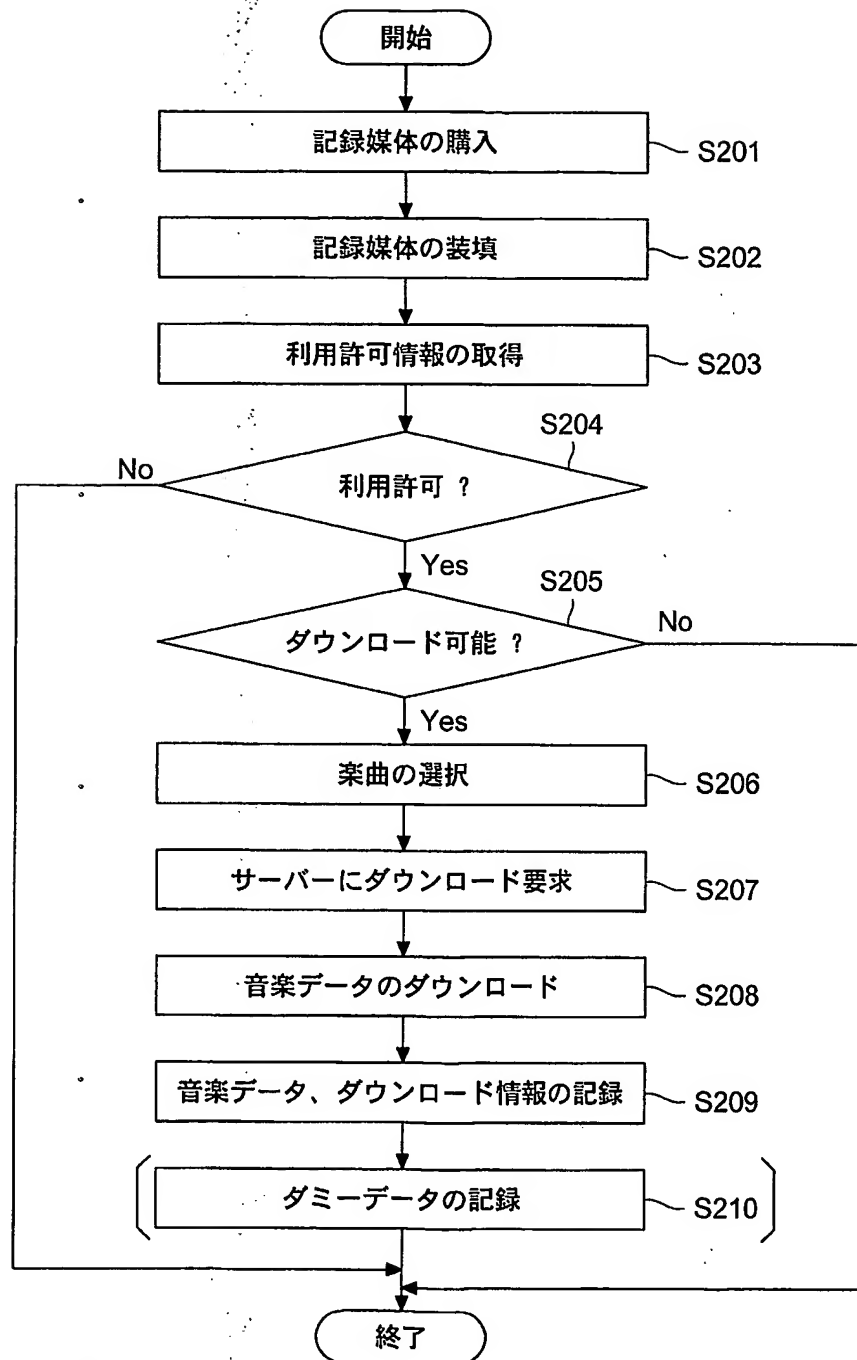 開始
記録媒体の購入
S201
記録媒体の装填
S202
利用許可情報の取得
S203
S204
利用許可 ?
No
Yes
S205
ダウンロード可能 ?
No
Yes
楽曲の選択
S206
サーバーにダウンロード要求
S207
音楽データのダウンロード
S208
音楽データ、ダウンロード情報の記録
S209
ダミーデータの記録
S210
終了